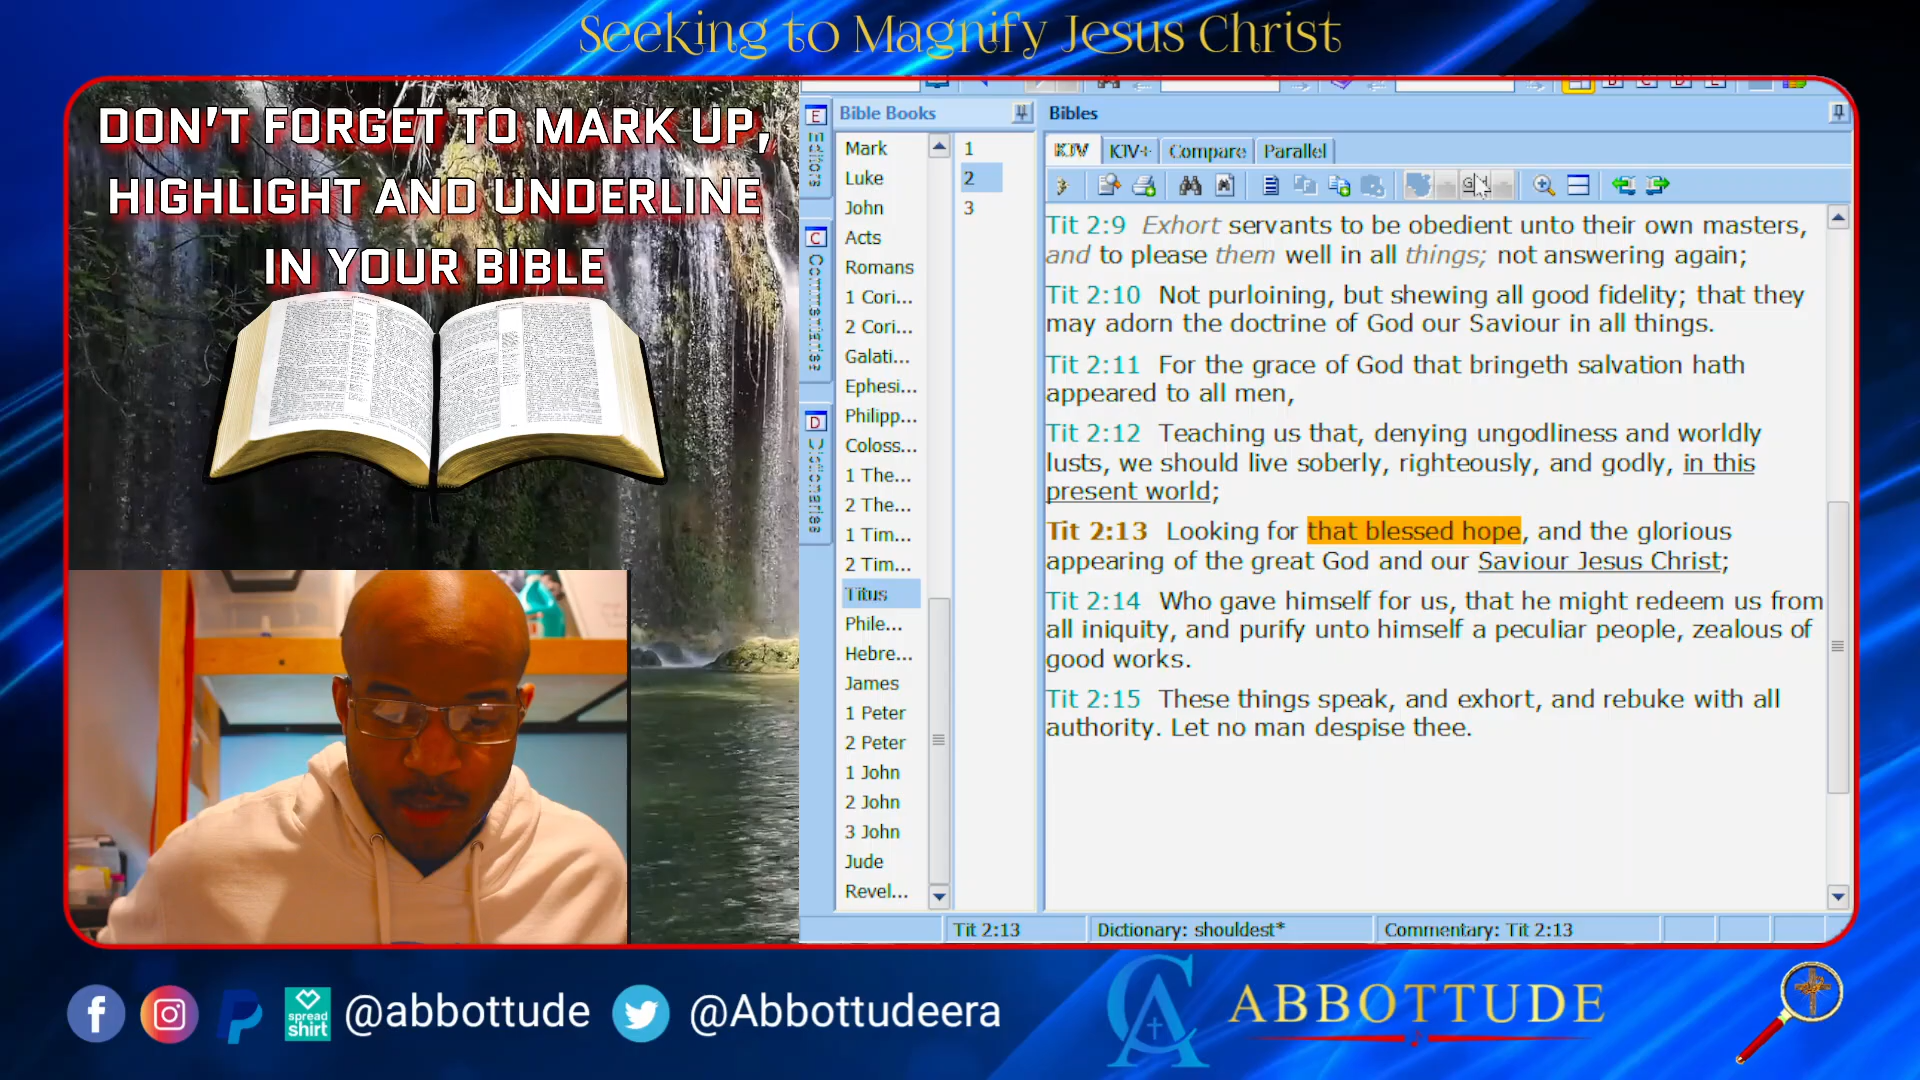 Seeking to Magnify Jesus Christ
DON'T FORGET TO MARK UP,
HIGHLIGHT AND UNDERLINE
IN YOUR BIBLE
E
Editors
C
Commentaries
D
Dictionaries
Bible Books
Mark
Luke
John
Acts
Romans
1 Cori...
2 Cori...
Galati...
Ephesi...
Philipp...
Coloss...
1 The...
2 The...
1 Tim...
2 Tim...
Titus
Phile...
Hebre...
James
1 Peter
2 Peter
1 John
2 John
3 John
Jude
Revel...
1
2
3
Bibles
KJV KJV+ Compare Parallel
Tit 2:9 Exhort servants to be obedient unto their own masters,
and to please them well in all things; not answering again;
Tit 2:10 Not purloining, but shewing all good fidelity; that they
may adorn the doctrine of God our Saviour in all things.
Tit 2:11 For the grace of God that bringeth salvation hath
appeared to all men,
Tit 2:12 Teaching us that, denying ungodliness and worldly
lusts, we should live soberly, righteously, and godly, in this
present world;
Tit 2:13 Looking for that blessed hope, and the glorious
appearing of the great God and our Saviour Jesus Christ;
Tit 2:14 Who gave himself for us, that he might redeem us from
all iniquity, and purify unto himself a peculiar people, zealous of
good works.
Tit 2:15 These things speak, and exhort, and rebuke with all
authority. Let no man despise thee.
Tit 2:13 Dictionary: shouldest* Commentary: Tit 2:13
spread
shirt
@abbottude
@Abbottudeera
CA
ABBOTTUDE